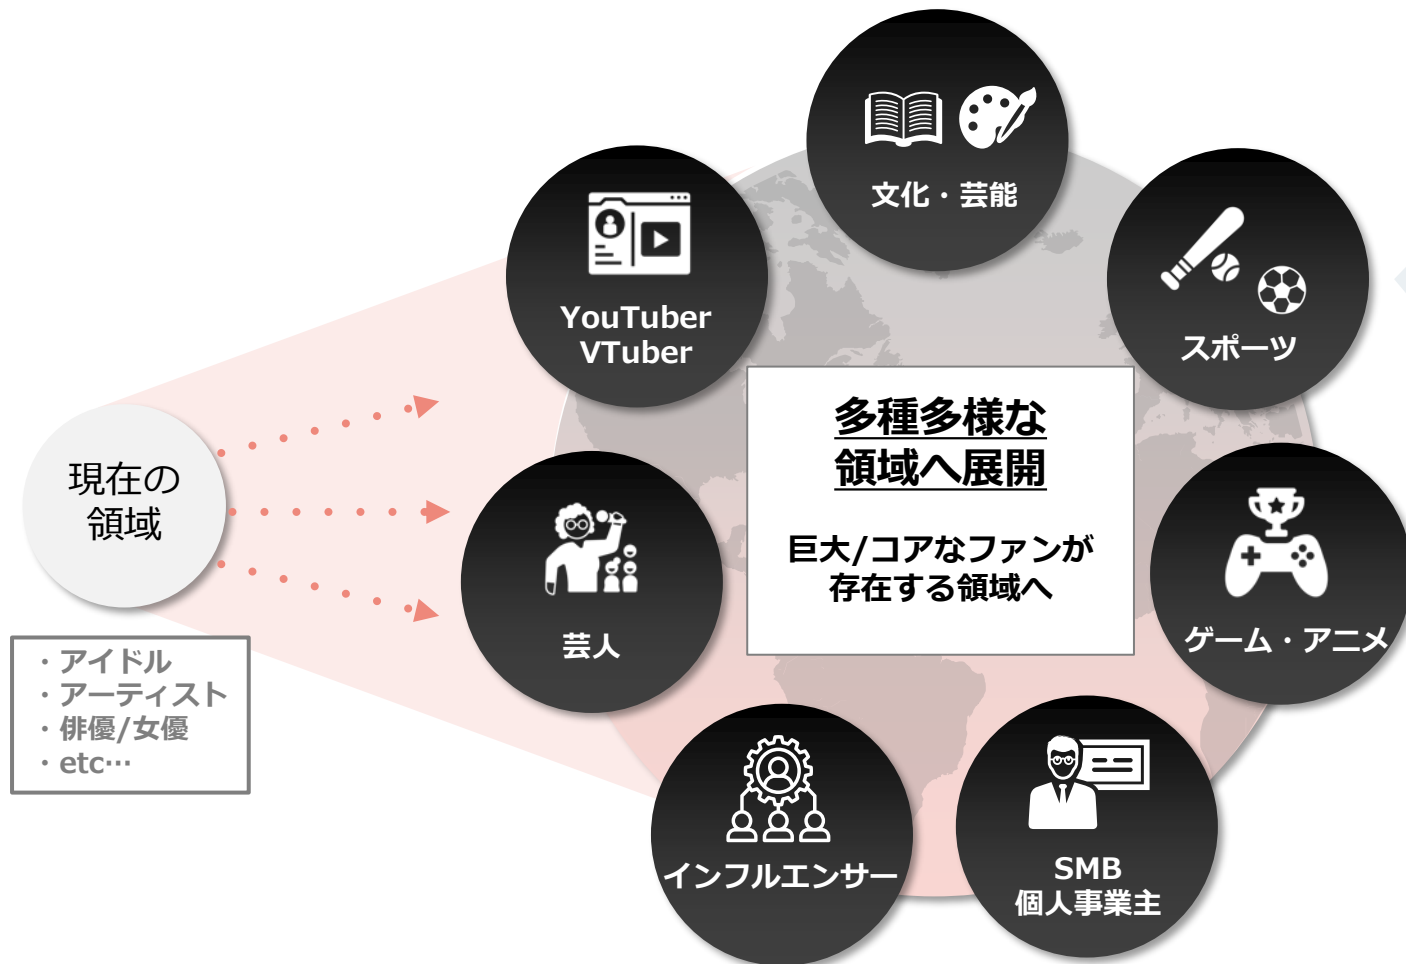 現在の
領域
・アイドル
・アーティスト
・俳優/女優
・etc…
文化・芸能
YouTuber
VTuber
スポーツ
多種多様な
領域へ展開
巨大/コアなファンが
存在する領域へ
芸人
ゲーム・アニメ
インフルエンサー
SMB
個人事業主